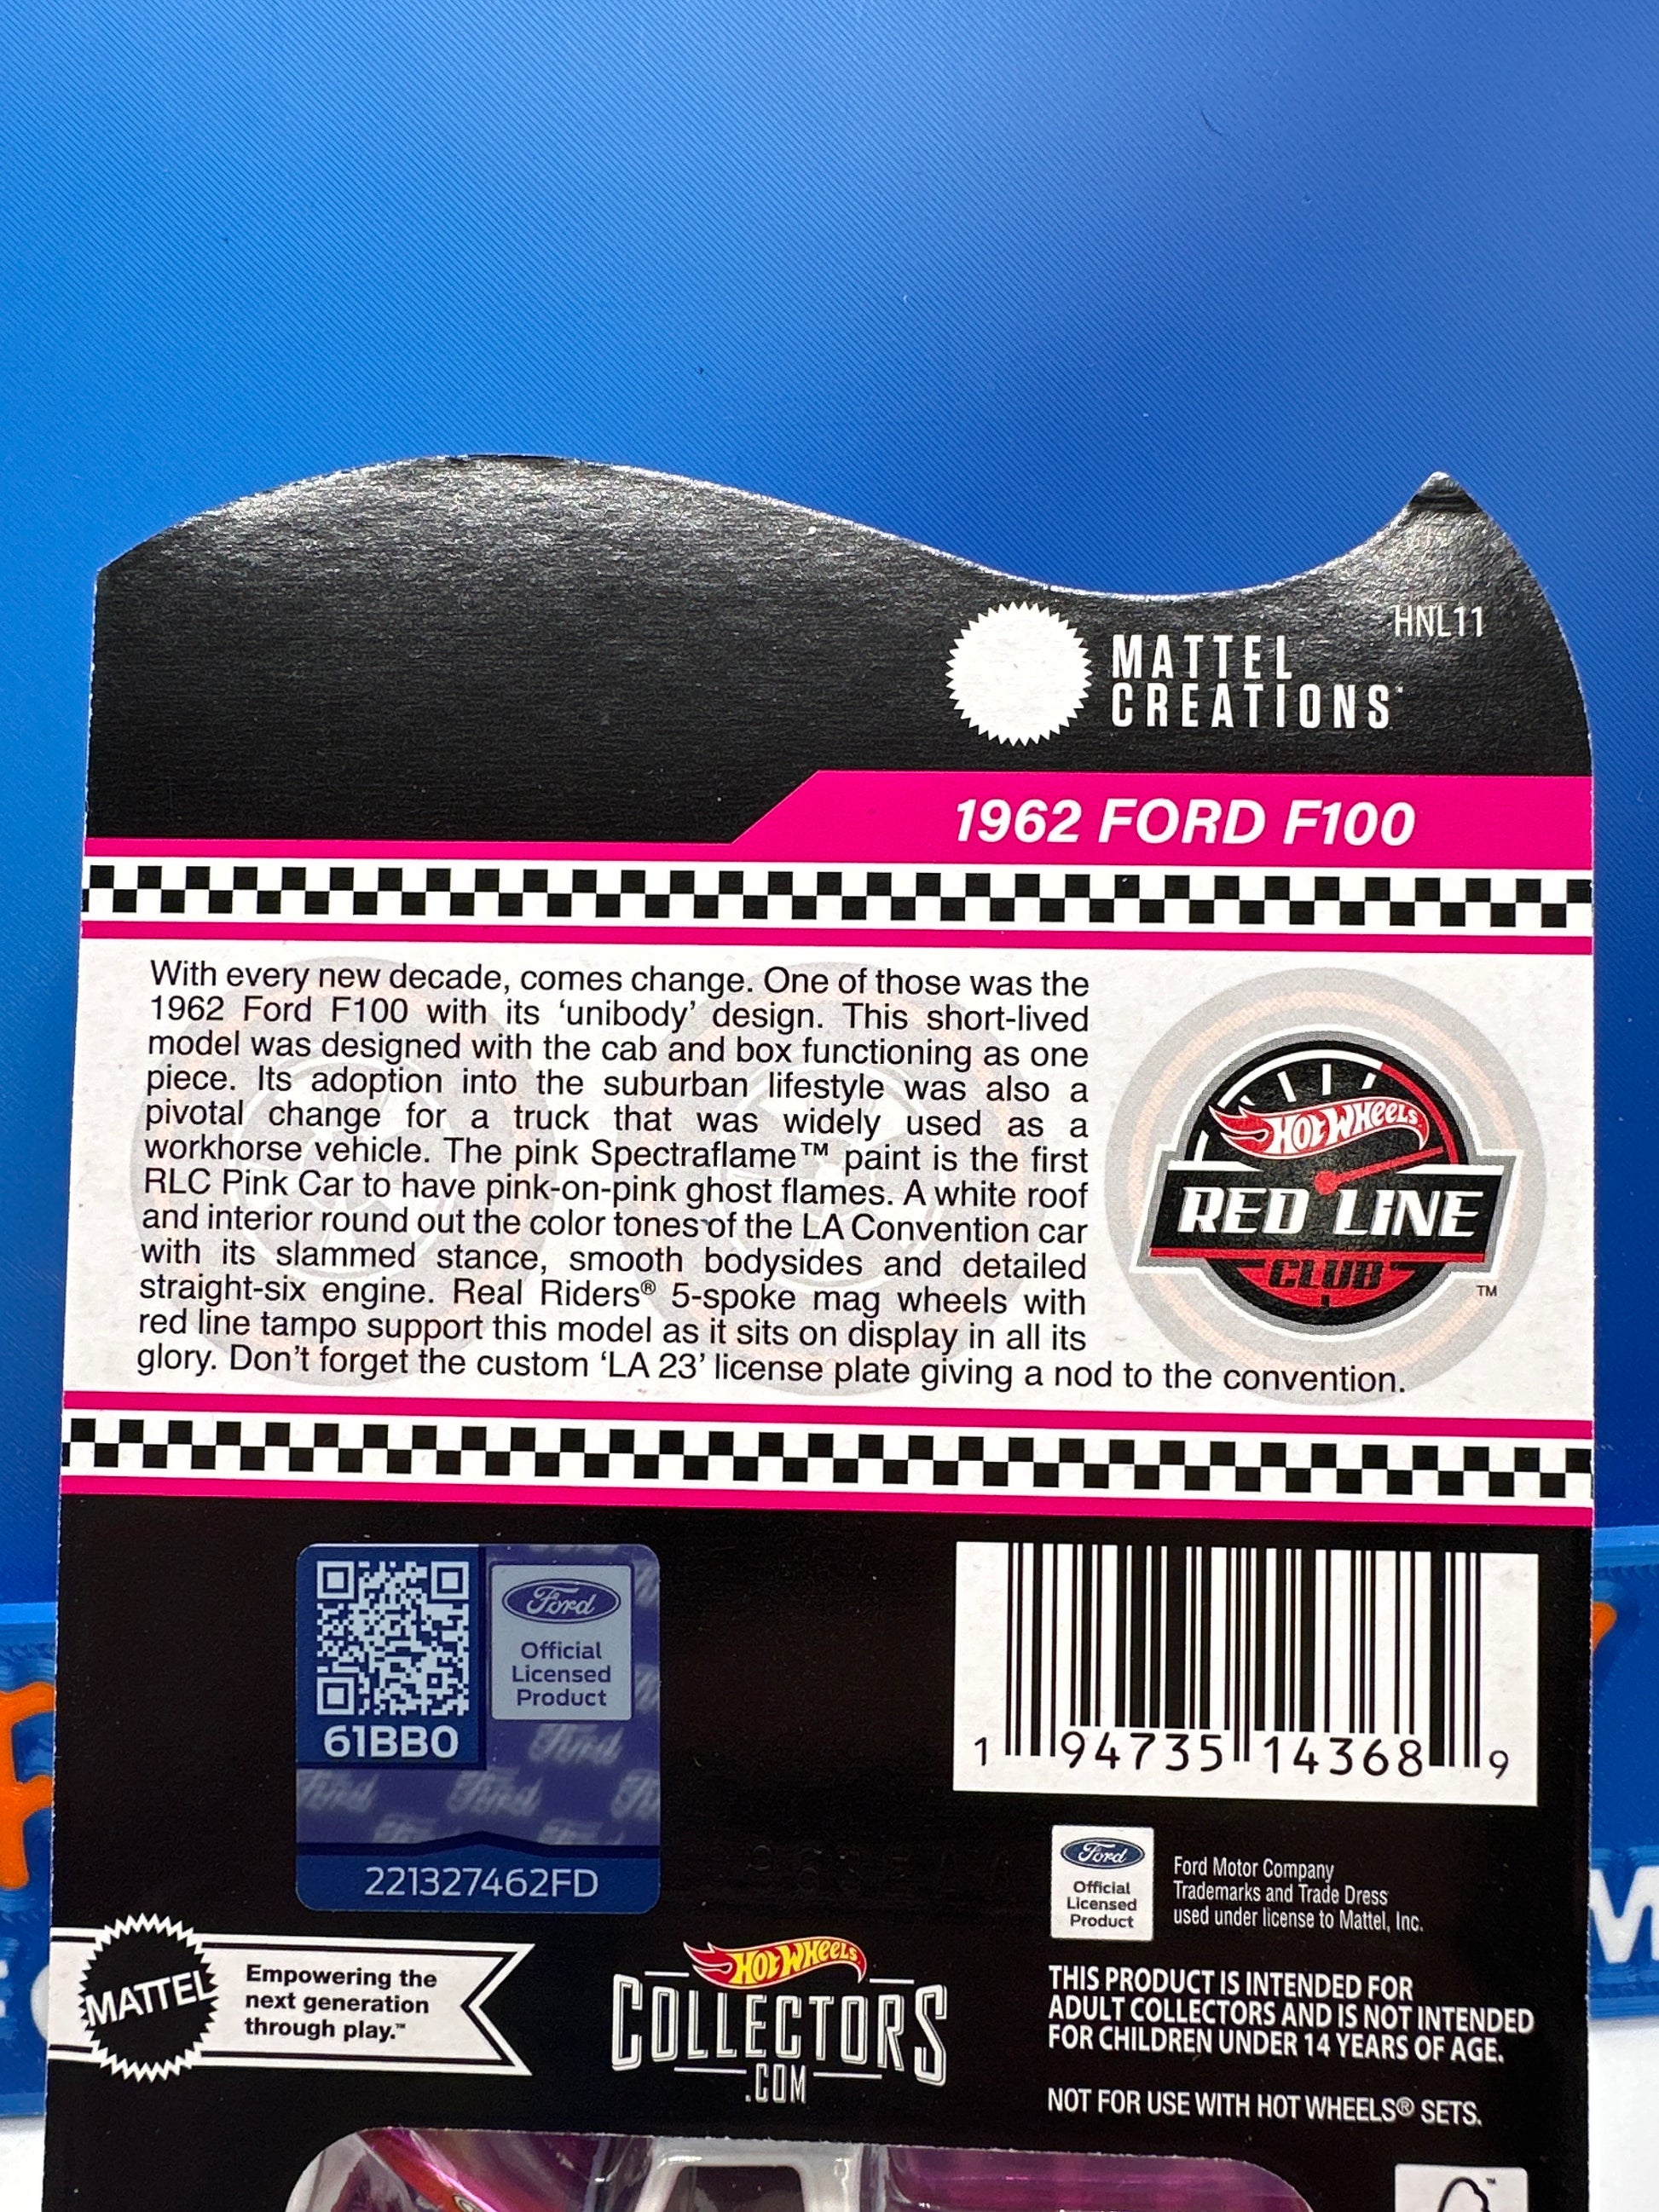 HNL11
MATTEL
CREATIONS™
1962 FORD F100
With every new decade, comes change. One of those was the
1962 Ford F100 with its ‘unibody’ design. This short-lived
model was designed with the cab and box functioning as one
piece. Its adoption into the suburban lifestyle was also a
pivotal change for a truck that was widely used as a
workhorse vehicle. The pink Spectraflame™ paint is the first
RLC Pink Car to have pink-on-pink ghost flames. A white roof
and interior round out the color tones of the LA Convention car
with its slammed stance, smooth bodysides and detailed
straight-six engine. Real Riders® 5-spoke mag wheels with
red line tampo support this model as it sits on display in all its
glory. Don’t forget the custom ‘LA 23’ license plate giving a nod to the convention.
HOT WHEELS
RED LINE
CLUB
™
61BB0
Ford
Official
Licensed
Product
Ford
Ford Ford
221327462FD
1 94735 14368 9
Ford
Official
Licensed
Product
Ford Motor Company
Trademarks and Trade Dress
used under license to Mattel, Inc.
MATTEL
Empowering the
next generation
through play.™
HOT WHEELS
COLLECTORS
.COM
THIS PRODUCT IS INTENDED FOR
ADULT COLLECTORS AND IS NOT INTENDED
FOR CHILDREN UNDER 14 YEARS OF AGE.
NOT FOR USE WITH HOT WHEELS® SETS.
™